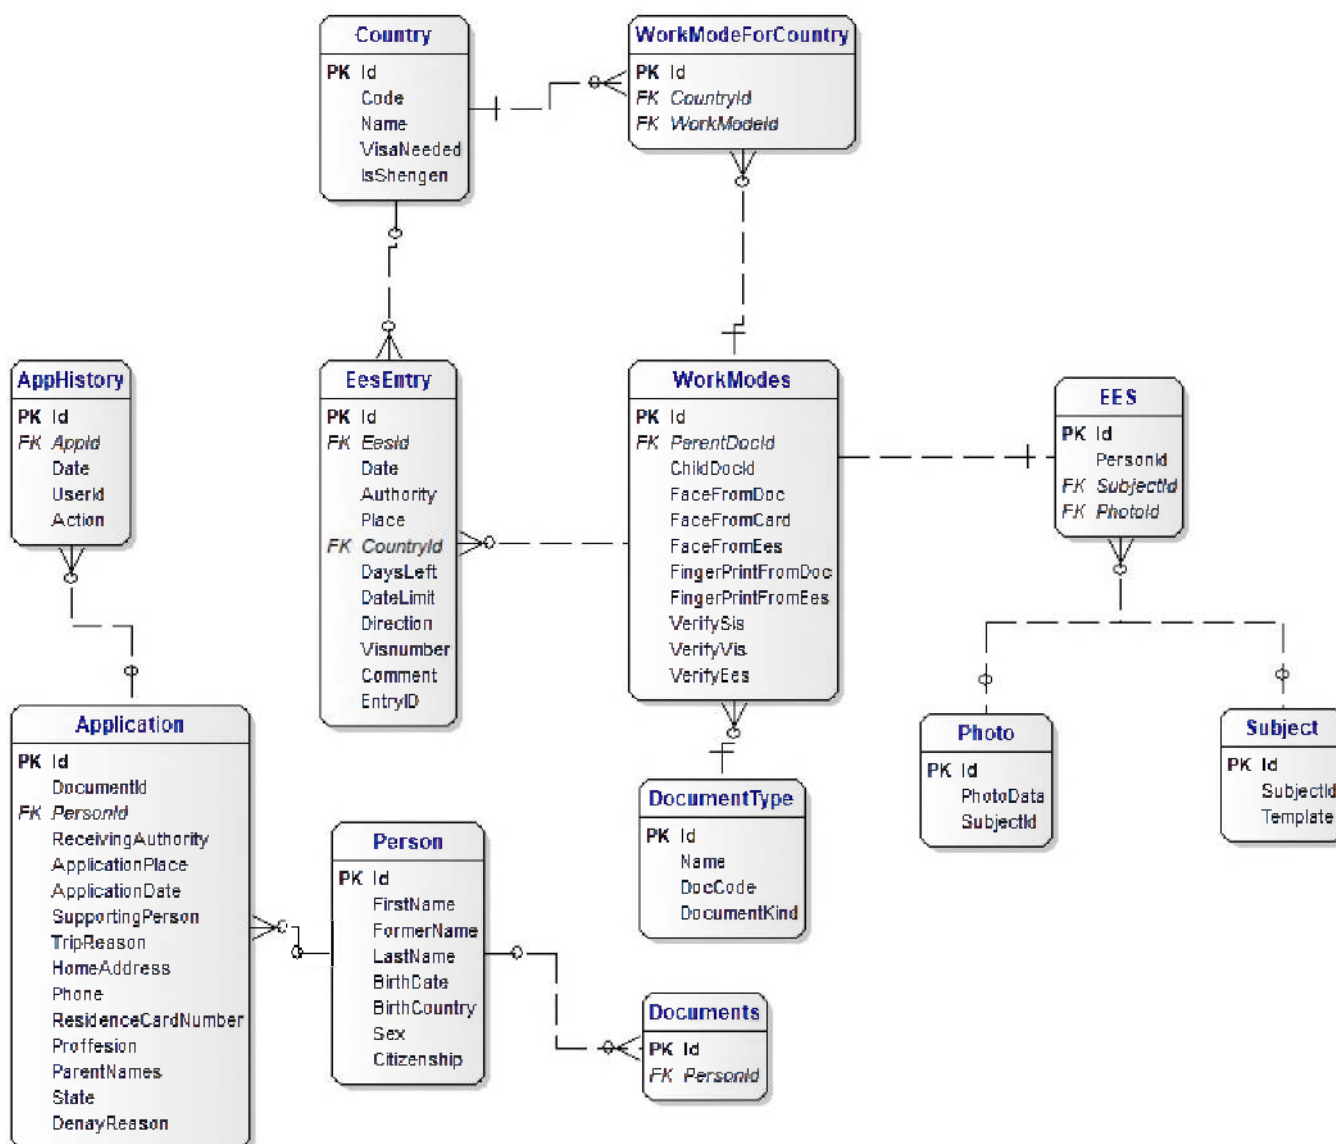 Country
PK Id
Code
Name
VisaNeeded
IsShengen
WorkModeForCountry
PK Id
FK CountryId
FK WorkModeId
AppHistory
PK Id
FK AppId
Date
UserId
Action
EesEntry
PK Id
FK EesId
Date
Authority
Place
FK CountryId
DaysLeft
DateLimit
Direction
Visnumber
Comment
EntryID
WorkModes
PK Id
FK ParentDocId
ChildDocId
FaceFromDoc
FaceFromCard
FaceFromEes
FingerPrintFromDoc
FingerPrintFromEes
VerifySis
VerifyVis
VerifyEes
EES
PK Id
PersonId
FK SubjectId
FK PhotoId
Application
PK Id
DocumentId
FK PersonId
ReceivingAuthority
ApplicationPlace
ApplicationDate
SupportingPerson
TripReason
HomeAddress
Phone
ResidenceCardNumber
Proffesion
ParentNames
State
DenayReason
Person
PK Id
FirstName
FormerName
LastName
BirthDate
BirthCountry
Sex
Citizenship
DocumentType
PK Id
Name
DocCode
DocumentKind
Documents
PK Id
FK PersonId
Photo
PK Id
PhotoData
SubjectId
Subject
PK Id
SubjectId
Template